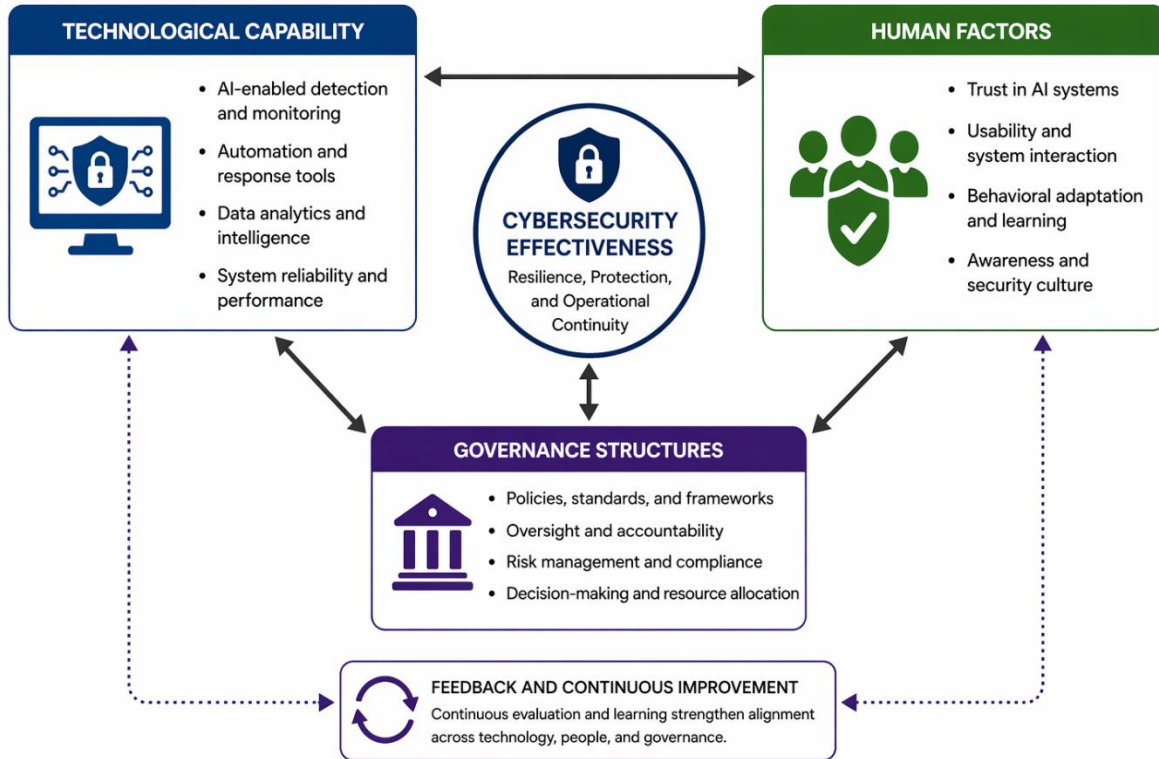 TECHNOLOGICAL CAPABILITY
• AI-enabled detection
and monitoring
• Automation and
response tools
• Data analytics and
intelligence
• System reliability and
performance
HUMAN FACTORS
• Trust in AI systems
• Usability and
system interaction
• Behavioral adaptation
and learning
• Awareness and
security culture
CYBERSECURITY
EFFECTIVENESS
Resilience, Protection,
and Operational
Continuity
GOVERNANCE STRUCTURES
• Policies, standards, and frameworks
• Oversight and accountability
• Risk management and compliance
• Decision-making and resource allocation
FEEDBACK AND CONTINUOUS IMPROVEMENT
Continuous evaluation and learning strengthen alignment
across technology, people, and governance.